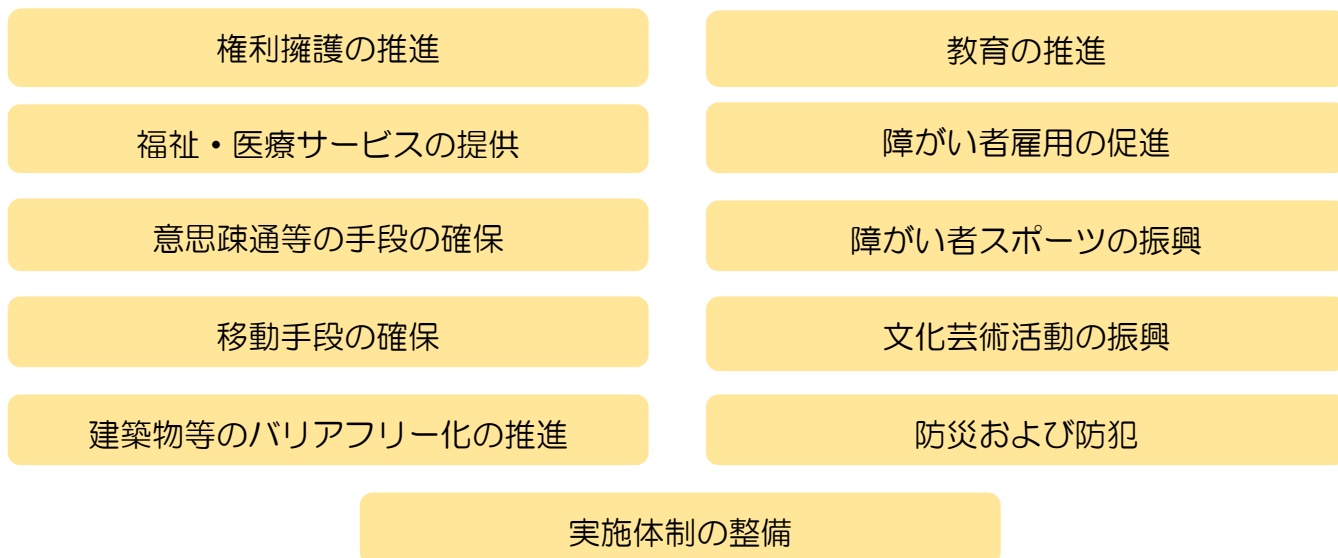 権利擁護の推進
福祉・医療サービスの提供
意思疎通等の手段の確保
移動手段の確保
建築物等のバリアフリー化の推進
教育の推進
障がい者雇用の促進
障がい者スポーツの振興
文化芸術活動の振興
防災および防犯
実施体制の整備